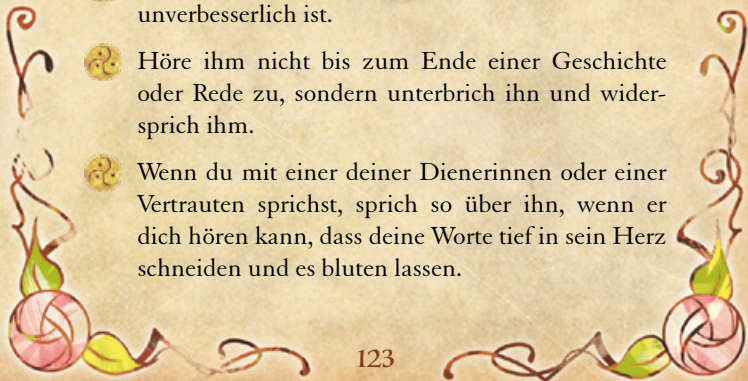 unverbesserlich ist.
Höre ihm nicht bis zum Ende einer Geschichte
oder Rede zu, sondern unterbrich ihn und wider-
sprich ihm.
Wenn du mit einer deiner Dienerinnen oder einer
Vertrauten sprichst, sprich so über ihn, wenn er
dich hören kann, dass deine Worte tief in sein Herz
schneiden und es bluten lassen.
123